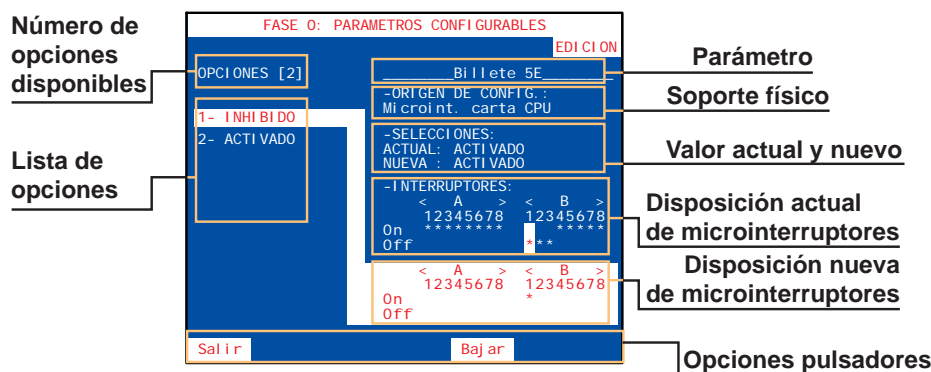 Número de
opciones
disponibles
Lista de
opciones
FASE 0: PARAMETROS CONFIGURABLES
EDICION
OPCIONES [2]
1- INHIBIDO
2- ACTIVADO
________Billete 5E________
-ORIGEN DE CONFIG.:
Microint. carta CPU
-SELECCIONES:
ACTUAL: ACTIVADO
NUEVA : ACTIVADO
-INTERRUPTORES:
< A > < B >
12345678 12345678
On ******** *****
Off ***
< A > < B >
12345678 12345678
On *
Off
Salir Bajar
Parámetro
Soporte físico
Valor actual y nuevo
Disposición actual
de microinterruptores
Disposición nueva
de microinterruptores
Opciones pulsadores